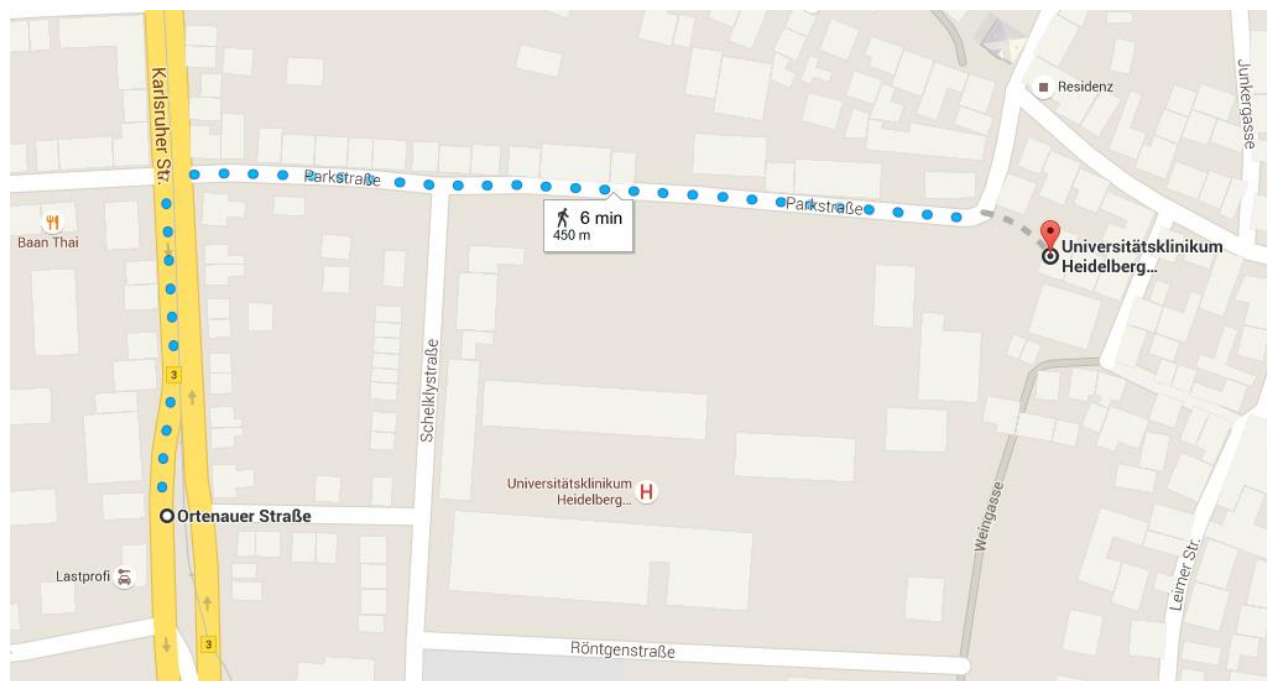 Karlsruher Str.
Junkergasse
Residenz
Parkstraße
Parkstraße
6 min
450 m
Baan Thai
Universitätsklinikum
Heidelberg...
3
Schelklystraße
Universitätsklinikum
Heidelberg...
H
Ortenauer Straße
Weingasse
Lastprofi
Leimer Str.
3
Röntgenstraße